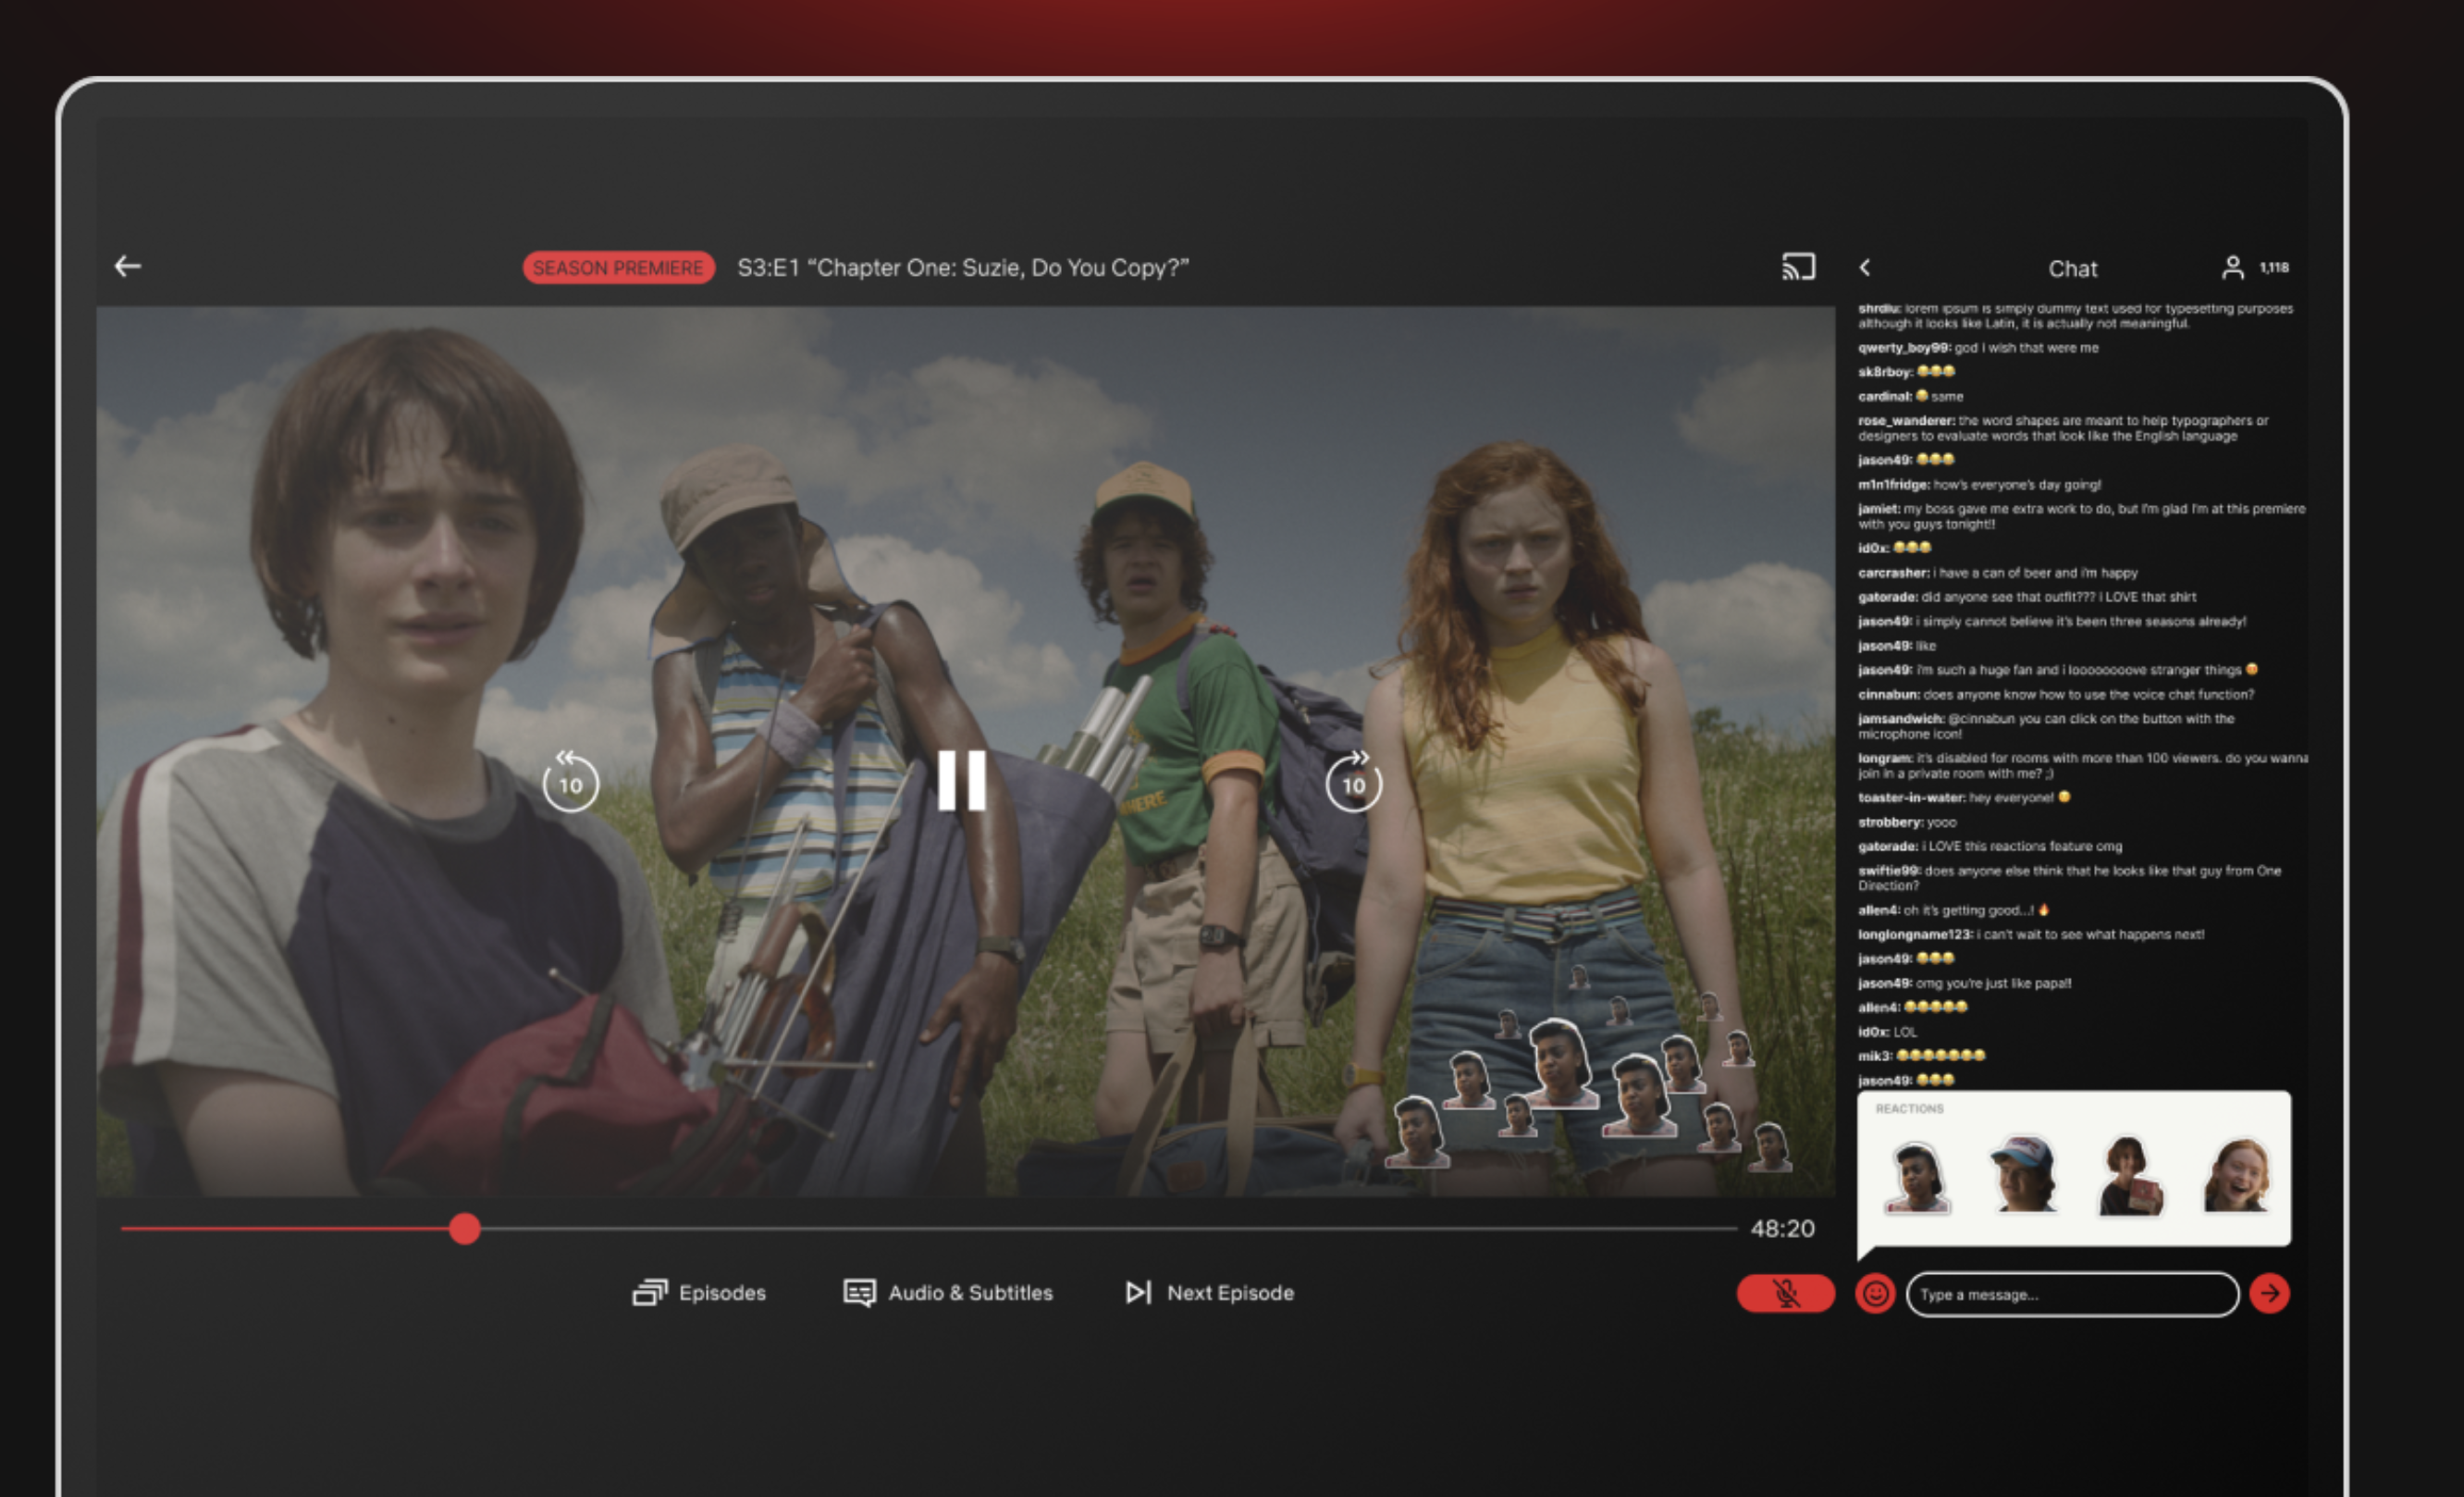 SEASON PREMIERE S3:E1 “Chapter One: Suzie, Do You Copy?”
Chat 1,118
shrdlu: lorem ipsum is simply dummy text used for typesetting purposes
although it looks like Latin, it is actually not meaningful.
qwerty_boy99: god i wish that were me
sk8rboy: 😂😂😂
cardinal: 😂 same
rose_wanderer: the word shapes are meant to help typographers or
designers to evaluate words that look like the English language
jason49: 😂😂😂
m1n1fridge: how's everyone's day going!
jamiet: my boss gave me extra work to do, but I'm glad I'm at this premiere
with you guys tonight!!
id0x: 😂😂😂
carcrasher: i have a can of beer and i'm happy
gatorade: did anyone see that outfit??? i LOVE that shirt
jason49: i simply cannot believe it's been three seasons already!
jason49: like
jason49: i'm such a huge fan and i loooooooove stranger things
cinnabun: does anyone know how to use the voice chat function?
jamsandwich: @cinnabun you can click on the button with the
microphone icon!
longram: it's disabled for rooms with more than 100 viewers. do you wanna
join in a private room with me? ;)
toaster-in-water: hey everyone!
strobbery: yooo
gatorade: i LOVE this reactions feature omg
swiftie99: does anyone else think that he looks like that guy from One
Direction?
allen4: oh it's getting good...! 🔥
longlongname123: i can't wait to see what happens next!
jason49: 😂😂😂
jason49: omg you're just like papa!!
allen4: 😂😂😂😂😂
id0x: LOL
mik3: 😂😂😂😂😂😂😂
jason49: 😂😂😂
REACTIONS
10
10
48:20
Episodes Audio & Subtitles Next Episode
Type a message...